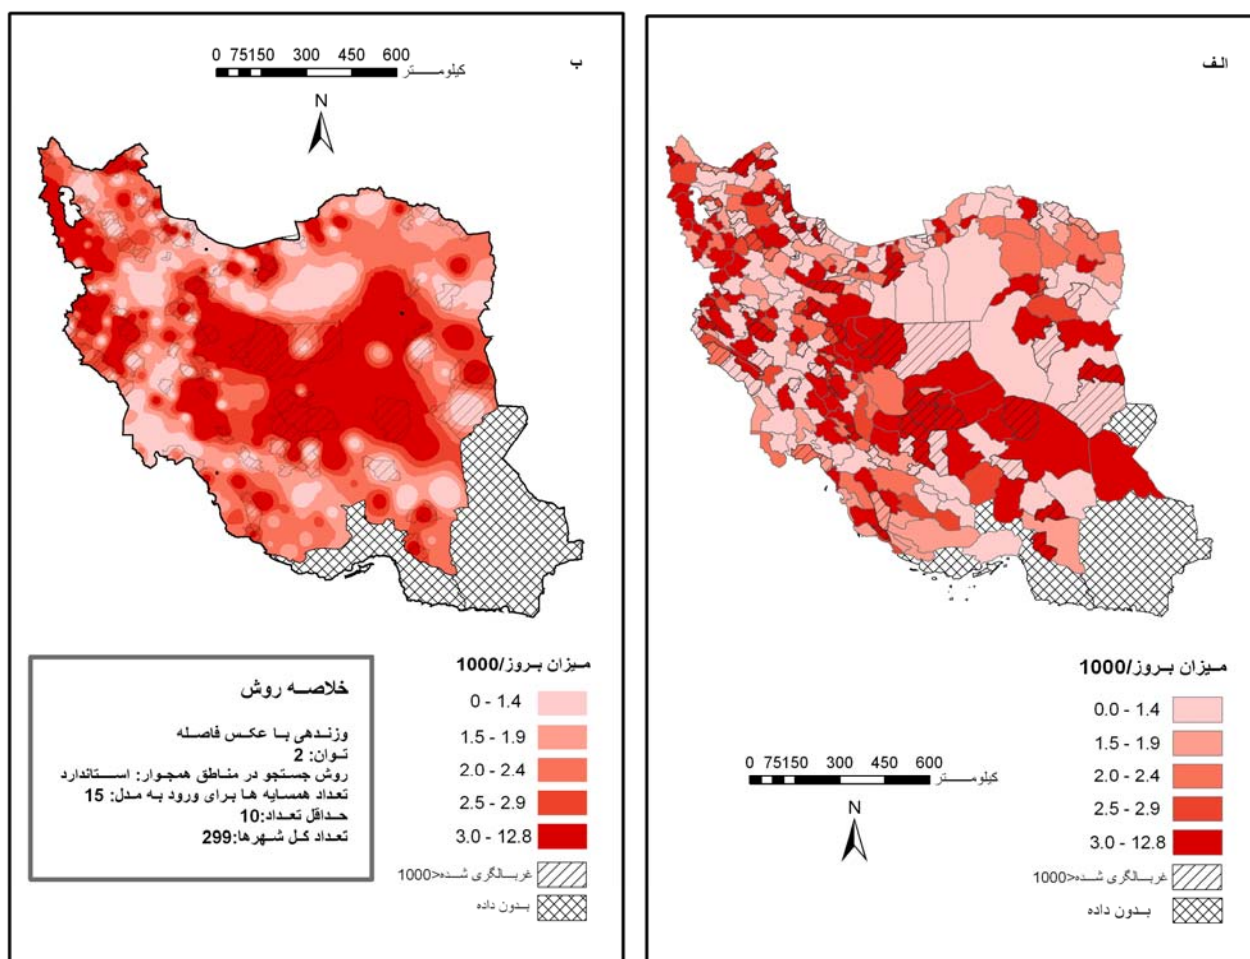 الف
میزان بروز/1000
0.0 - 1.4
1.5 - 1.9
2.0 - 2.4
2.5 - 2.9
3.0 - 12.8
غربالگری شده<1000
بدون داده
0 75150 300 450 600 کیلومتر
N
ب
0 75150 300 450 600 کیلومتر
N
میزان بروز/1000
0 - 1.4
1.5 - 1.9
2.0 - 2.4
2.5 - 2.9
3.0 - 12.8
غربالگری شده<1000
بدون داده
خلاصه روش
وزندهی با عکس فاصله
توان: 2
روش جستجو در مناطق همجوار: استاندارد
تعداد همسایه ها برای ورود به مدل: 15
حداقل تعداد:10
تعداد کل شهرها:299